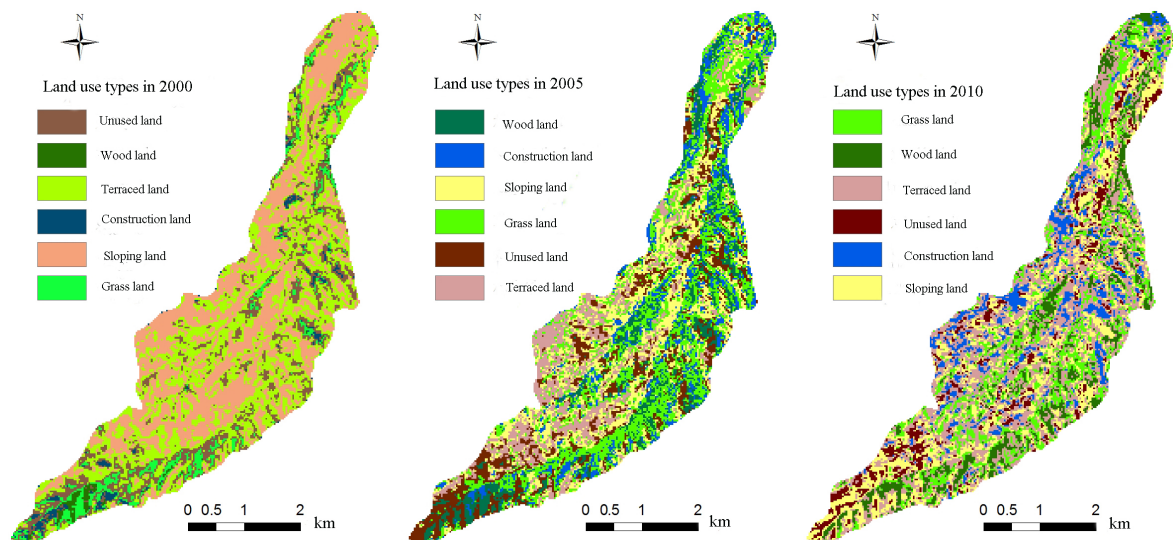 N
Land use types in 2000
Unused land
Wood land
Terraced land
Construction land
Sloping land
Grass land
0 0.5 1 2
km
N
Land use types in 2005
Wood land
Construction land
Sloping land
Grass land
Unused land
Terraced land
0 0.5 1 2
km
N
Land use types in 2010
Grass land
Wood land
Terraced land
Unused land
Construction land
Sloping land
0 0.5 1 2
km